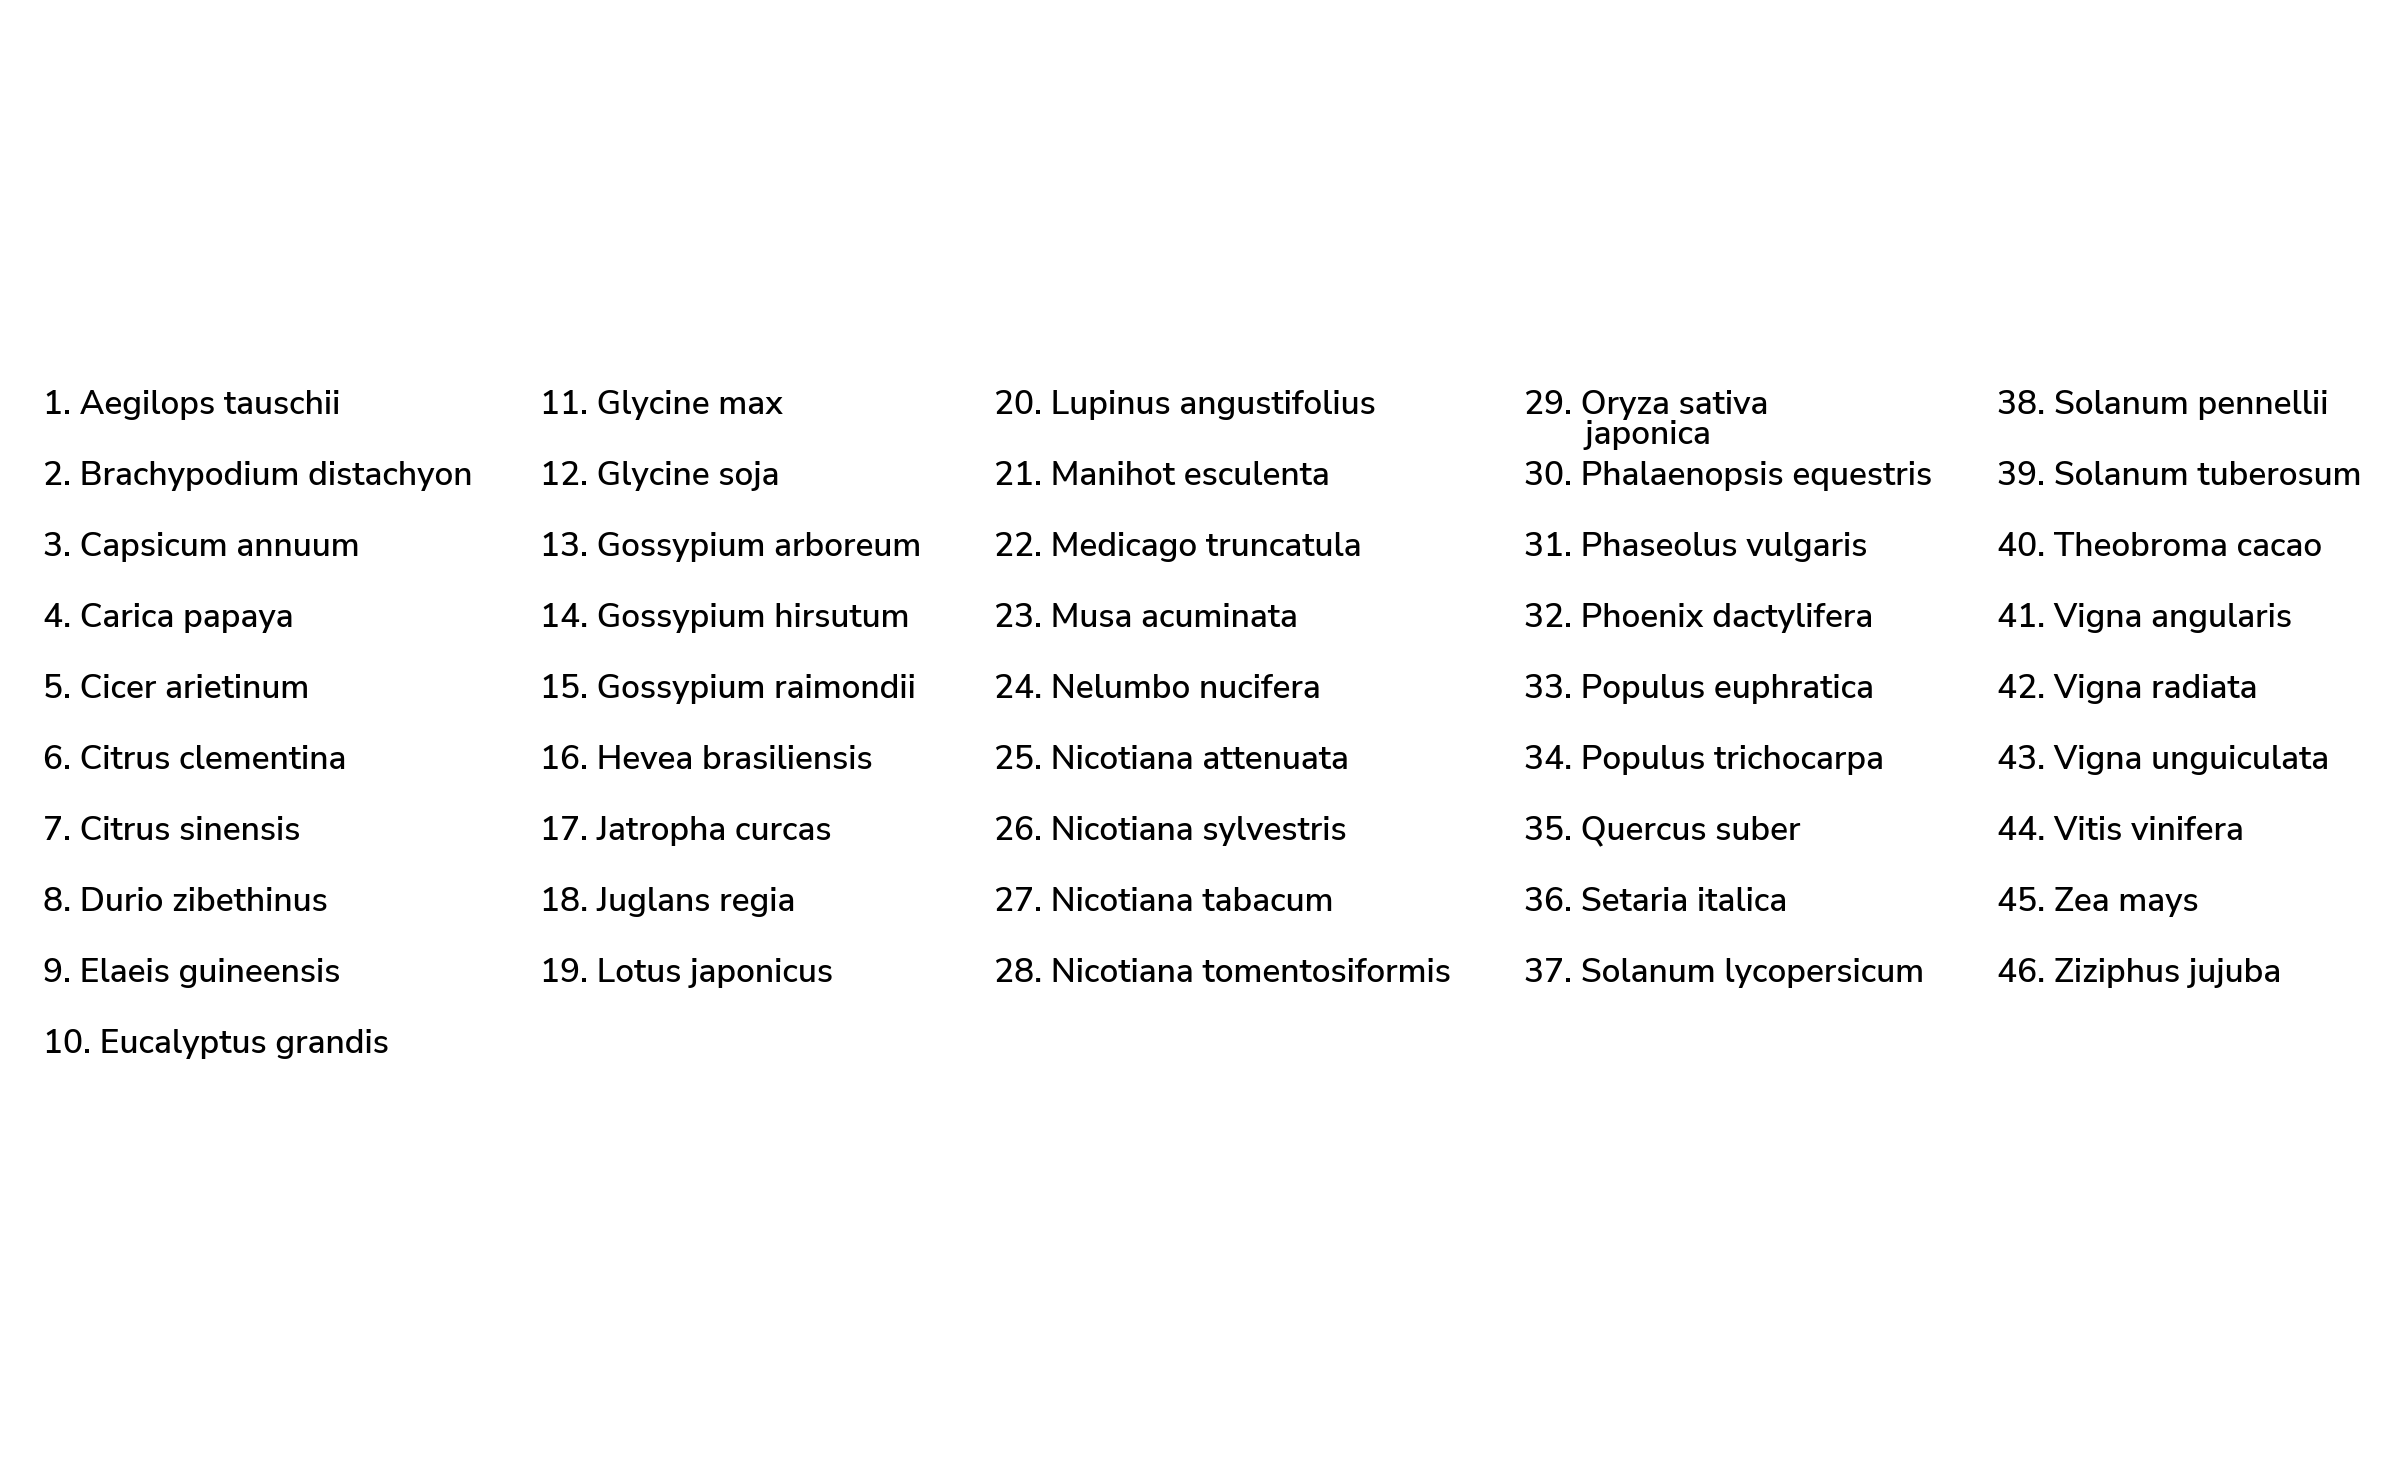 1. Aegilops tauschii
2. Brachypodium distachyon
3. Capsicum annuum
4. Carica papaya
5. Cicer arietinum
6. Citrus clementina
7. Citrus sinensis
8. Durio zibethinus
9. Elaeis guineensis
10. Eucalyptus grandis
11. Glycine max
12. Glycine soja
13. Gossypium arboreum
14. Gossypium hirsutum
15. Gossypium raimondii
16. Hevea brasiliensis
17. Jatropha curcas
18. Juglans regia
19. Lotus japonicus
20. Lupinus angustifolius
21. Manihot esculenta
22. Medicago truncatula
23. Musa acuminata
24. Nelumbo nucifera
25. Nicotiana attenuata
26. Nicotiana sylvestris
27. Nicotiana tabacum
28. Nicotiana tomentosiformis
29. Oryza sativa
japonica
30. Phalaenopsis equestris
31. Phaseolus vulgaris
32. Phoenix dactylifera
33. Populus euphratica
34. Populus trichocarpa
35. Quercus suber
36. Setaria italica
37. Solanum lycopersicum
38. Solanum pennellii
39. Solanum tuberosum
40. Theobroma cacao
41. Vigna angularis
42. Vigna radiata
43. Vigna unguiculata
44. Vitis vinifera
45. Zea mays
46. Ziziphus jujuba